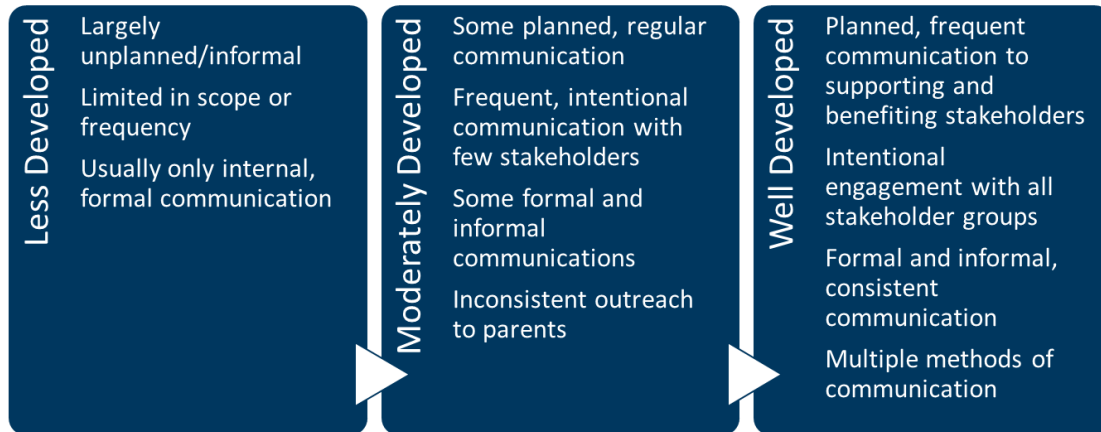 Less Developed
Largely
unplanned/informal
Limited in scope or
frequency
Usually only internal,
formal communication
Moderately Developed
Some planned, regular
communication
Frequent, intentional
communication with
few stakeholders
Some formal and
informal
communications
Inconsistent outreach
to parents
Well Developed
Planned, frequent
communication to
supporting and
benefiting stakeholders
Intentional
engagement with all
stakeholder groups
Formal and informal,
consistent
communication
Multiple methods of
communication